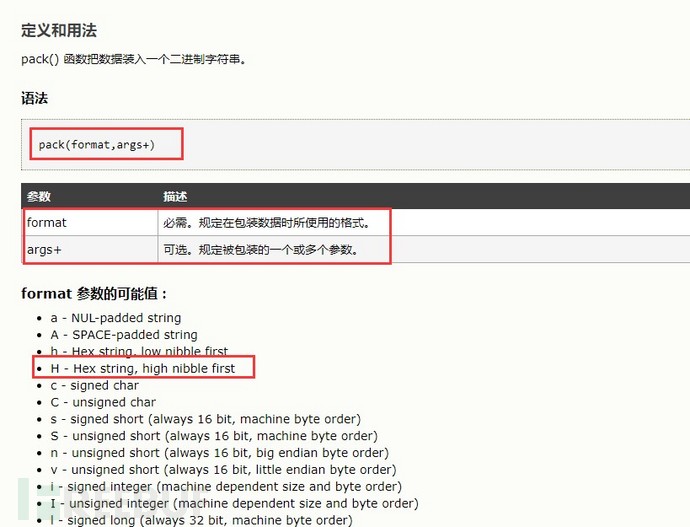 定义和用法
pack() 函数把数据装入一个二进制字符串。
语法
pack(format,args+)
参数 描述
format 必需。规定在包装数据时所使用的格式。
args+ 可选。规定被包装的一个或多个参数。
format 参数的可能值：
• a - NUL-padded string
• A - SPACE-padded string
• h - Hex string, low nibble first
• H - Hex string, high nibble first
• c - signed char
• C - unsigned char
• s - signed short (always 16 bit, machine byte order)
• S - unsigned short (always 16 bit, machine byte order)
• n - unsigned short (always 16 bit, big endian byte order)
• v - unsigned short (always 16 bit, little endian byte order)
• i - signed integer (machine dependent size and byte order)
• I - unsigned integer (machine dependent size and byte order)
• l - signed long (always 32 bit, machine byte order)
FREEBUF